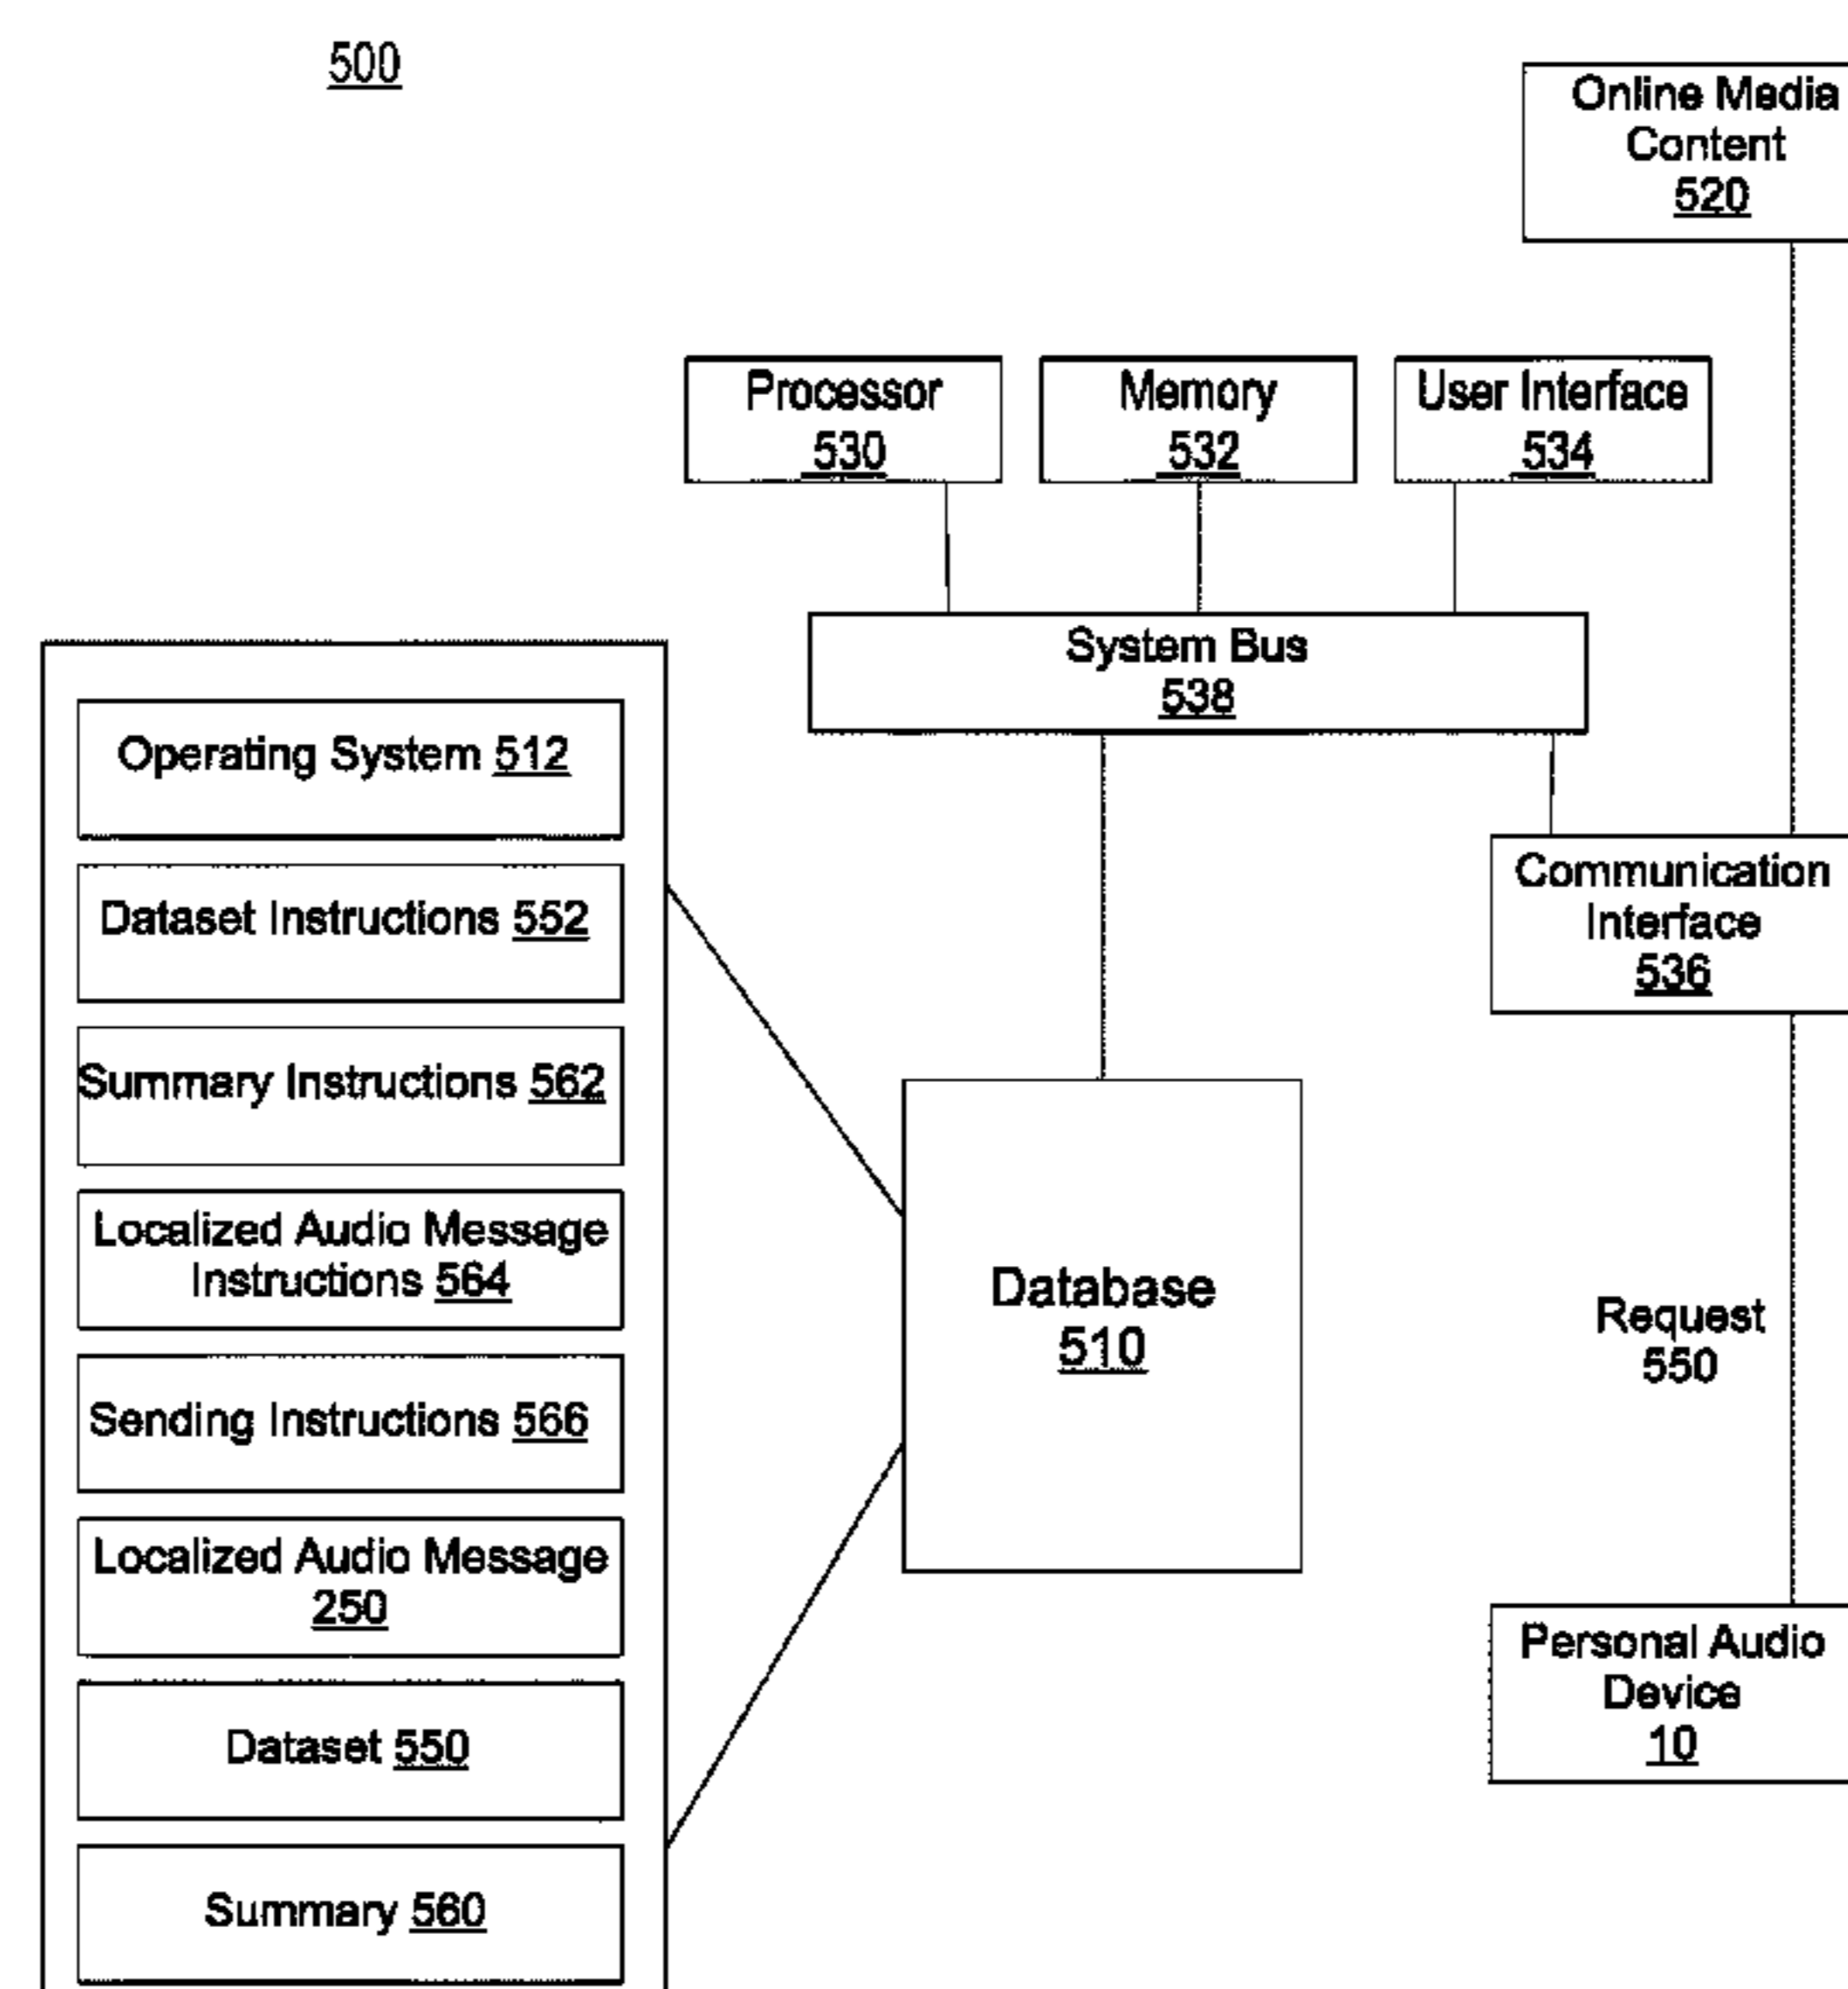 500
Online Media
Content
520
Processor
530
Memory
532
User Interface
534
System Bus
538
Operating System 512
Dataset Instructions 552
Summary Instructions 562
Localized Audio Message
Instructions 564
Sending Instructions 566
Localized Audio Message
250
Dataset 550
Summary 560
Database
510
Communication
Interface
536
Request
550
Personal Audio
Device
10